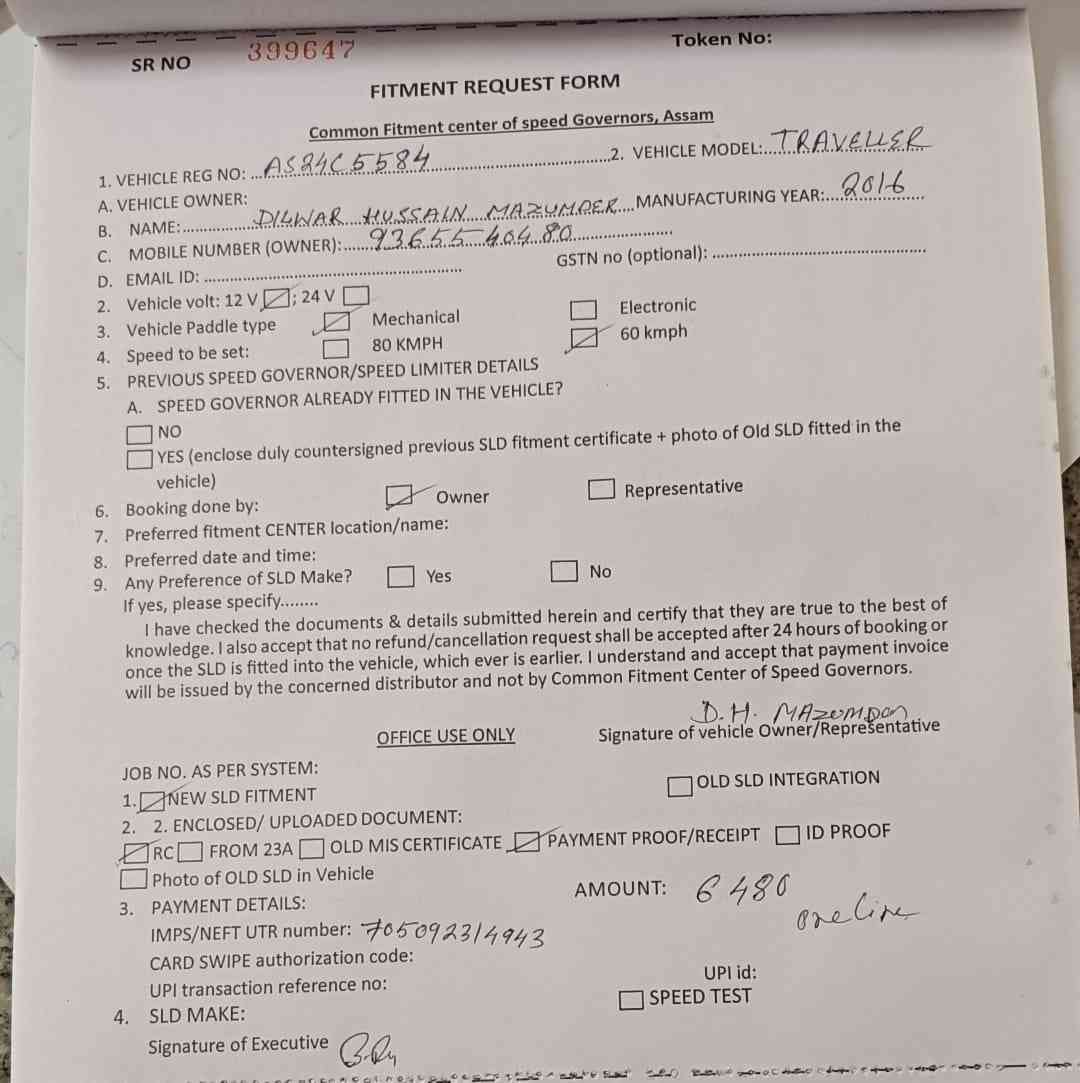 SR NO 399647 Token No:
FITMENT REQUEST FORM
Common Fitment center of speed Governors, Assam
1. VEHICLE REG NO: ...AS24C5584...............2. VEHICLE MODEL:...TRAVELLER
A. VEHICLE OWNER:
B. NAME:...........DILWAR HUSSAIN MAZUMDER...MANUFACTURING YEAR:...2016
C. MOBILE NUMBER (OWNER):.....9365540480...............
D. EMAIL ID: ............................................ GSTN no (optional): ............................................
2. Vehicle volt: 12 V ☑; 24 V ☐
3. Vehicle Paddle type ☑ Mechanical ☐ Electronic
4. Speed to be set: ☐ 80 KMPH ☑ 60 kmph
5. PREVIOUS SPEED GOVERNOR/SPEED LIMITER DETAILS
A. SPEED GOVERNOR ALREADY FITTED IN THE VEHICLE?
☐ NO
☐ YES (enclose duly countersigned previous SLD fitment certificate + photo of Old SLD fitted in the
vehicle)
6. Booking done by: ☑ Owner ☐ Representative
7. Preferred fitment CENTER location/name:
8. Preferred date and time:
9. Any Preference of SLD Make? ☐ Yes ☐ No
If yes, please specify........
I have checked the documents & details submitted herein and certify that they are true to the best of
knowledge. I also accept that no refund/cancellation request shall be accepted after 24 hours of booking or
once the SLD is fitted into the vehicle, which ever is earlier. I understand and accept that payment invoice
will be issued by the concerned distributor and not by Common Fitment Center of Speed Governors.
D. H. MAZUMDER
OFFICE USE ONLY Signature of vehicle Owner/Representative
JOB NO. AS PER SYSTEM:
1. ☑ NEW SLD FITMENT ☐ OLD SLD INTEGRATION
2. 2. ENCLOSED/ UPLOADED DOCUMENT:
☑ RC ☐ FROM 23A ☐ OLD MIS CERTIFICATE ☑ PAYMENT PROOF/RECEIPT ☐ ID PROOF
☐ Photo of OLD SLD in Vehicle
3. PAYMENT DETAILS: AMOUNT: 6480
IMPS/NEFT UTR number: 705092314943 oneline
CARD SWIPE authorization code:
UPI transaction reference no: UPI id:
4. SLD MAKE: ☐ SPEED TEST
Signature of Executive